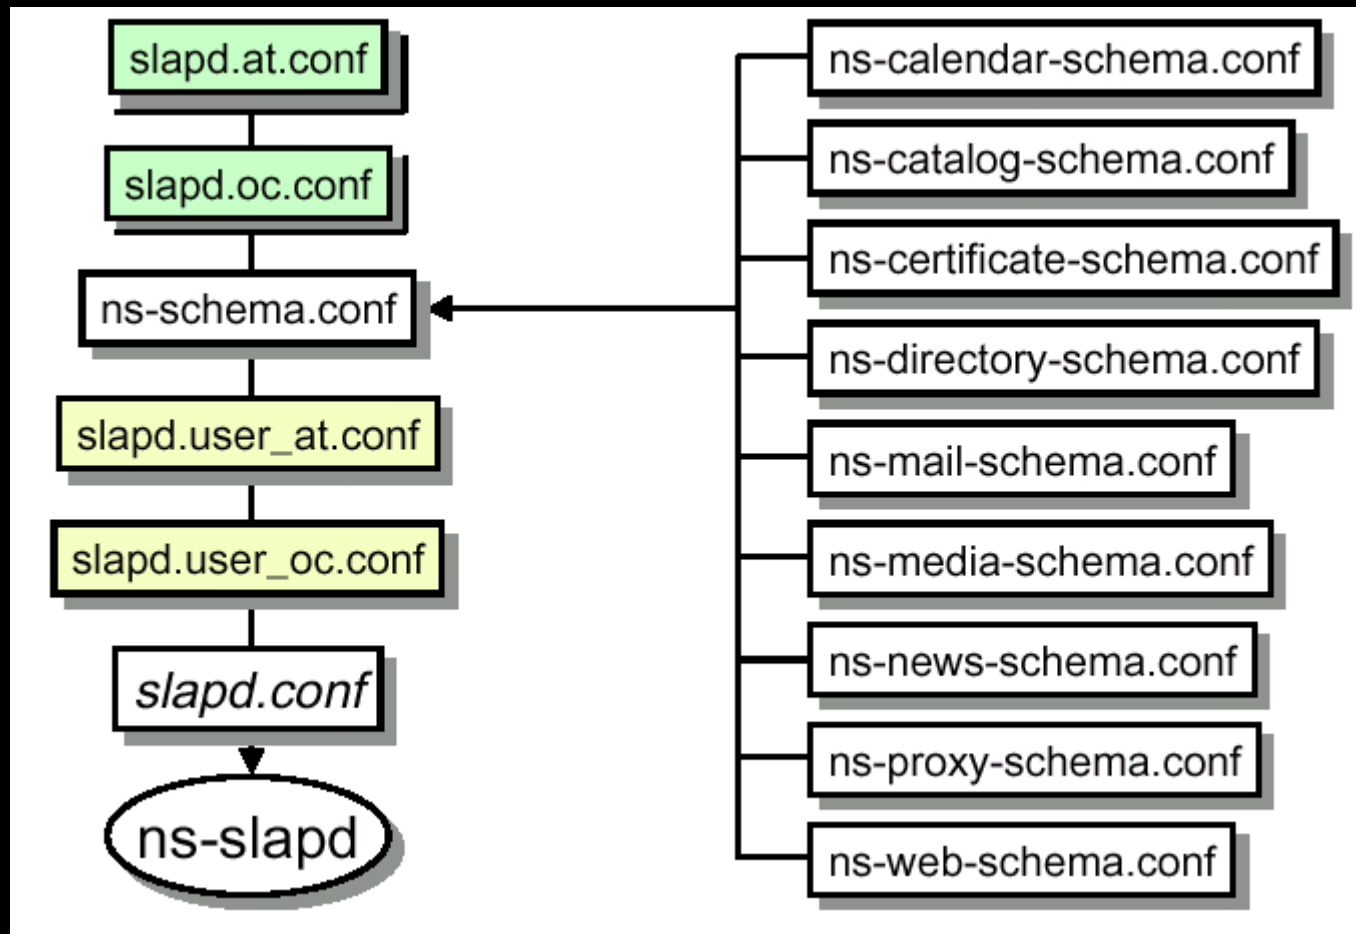 slapd.at.conf
slapd.oc.conf
ns-schema.conf
slapd.user_at.conf
slapd.user_oc.conf
slapd.conf
ns-slapd
ns-calendar-schema.conf
ns-catalog-schema.conf
ns-certificate-schema.conf
ns-directory-schema.conf
ns-mail-schema.conf
ns-media-schema.conf
ns-news-schema.conf
ns-proxy-schema.conf
ns-web-schema.conf